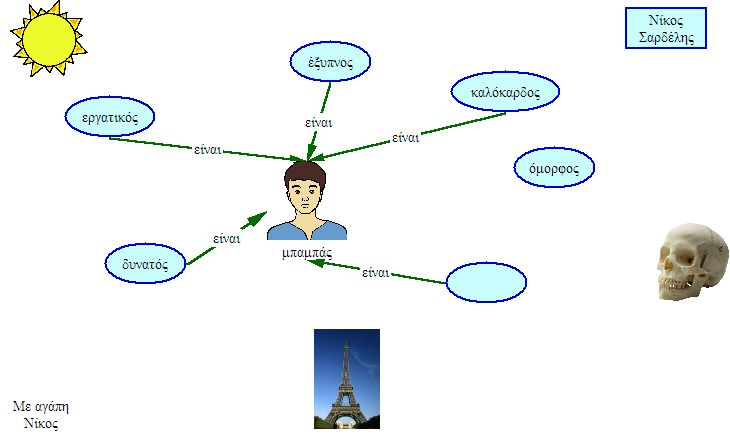 Νίκος
Σαρδέλης
έξυπνος
καλόκαρδος
εργατικός
είναι
είναι
είναι
όμορφος
είναι
δυνατός
μπαμπάς
είναι
Με αγάπη
Νίκος